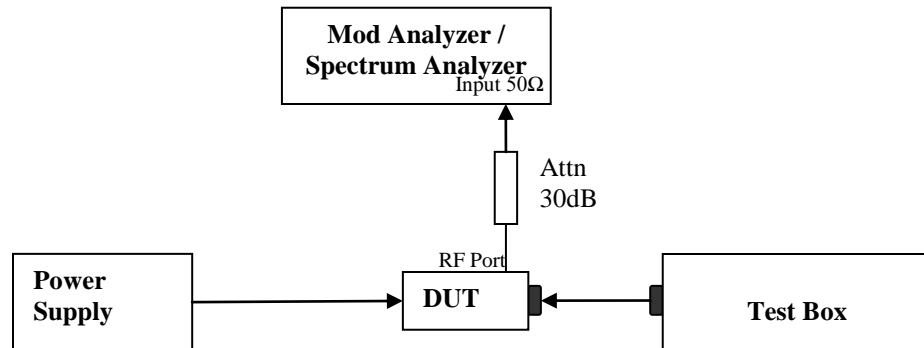 Mod Analyzer /
Spectrum Analyzer
Input 50Ω
Attn
30dB
RF Port
Power
Supply
DUT
Test Box